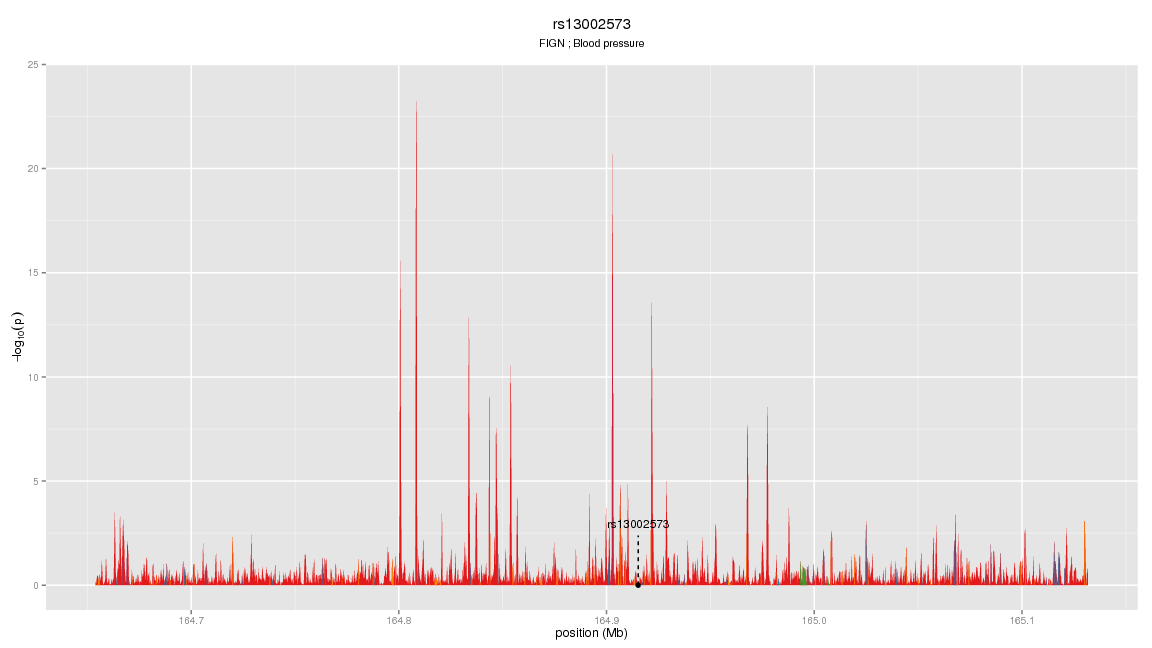 rs13002573
FIGN ; Blood pressure
25
20
15
10
5
0
−log10(p)
rs13002573
164.7 164.8 164.9 165.0 165.1
position (Mb)